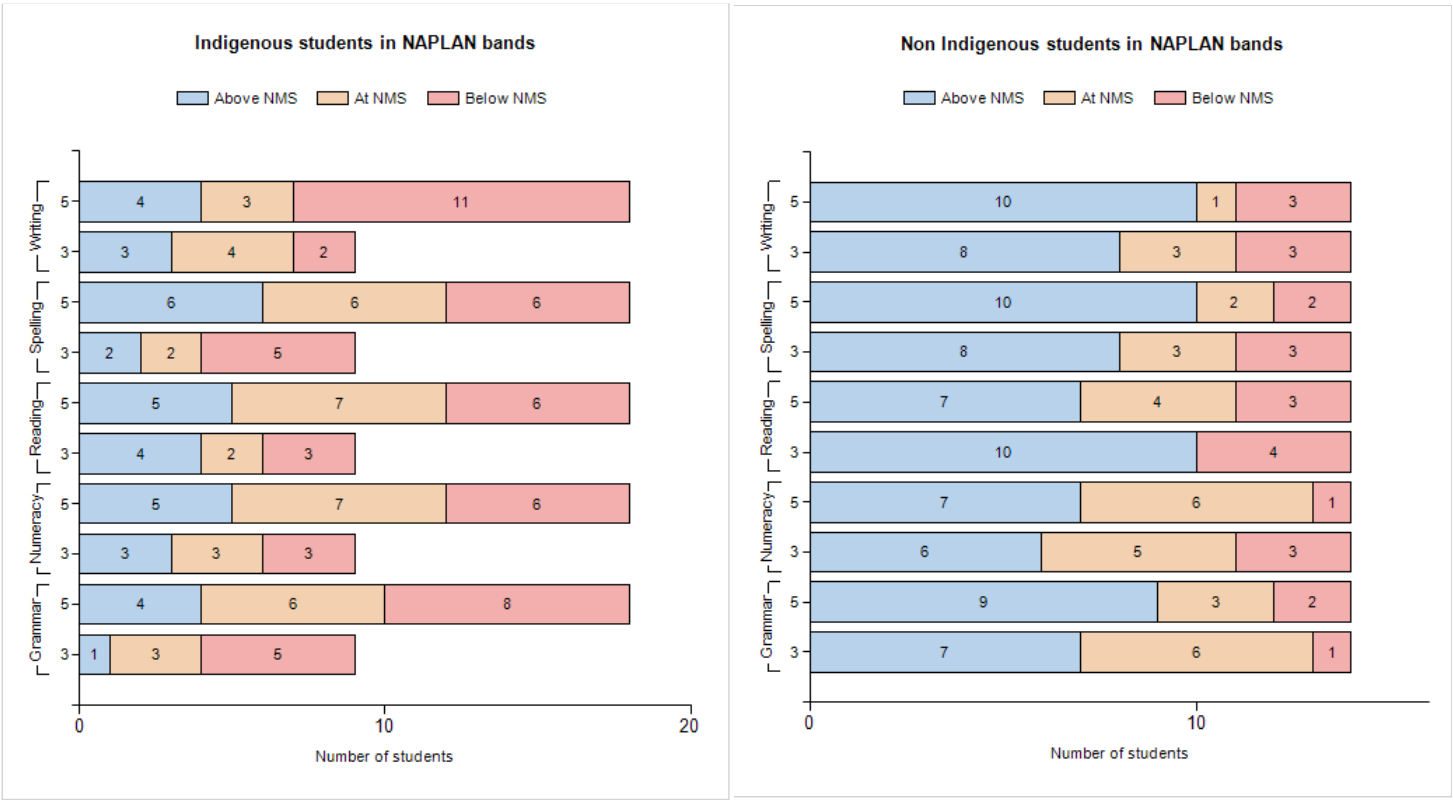 Indigenous students in NAPLAN bands
Above NMS At NMS Below NMS
Writing
5 4 3 11
3 3 4 2
Spelling
5 6 6 6
3 2 2 5
Reading
5 5 7 6
3 4 2 3
Numeracy
5 5 7 6
3 3 3 3
Grammar
5 4 6 8
3 1 3 5
0 10 20
Number of students
Non Indigenous students in NAPLAN bands
Above NMS At NMS Below NMS
Writing
5 10 1 3
3 8 3 3
Spelling
5 10 2 2
3 8 3 3
Reading
5 7 4 3
3 10 4
Numeracy
5 7 6 1
3 6 5 3
Grammar
5 9 3 2
3 7 6 1
0 10
Number of students